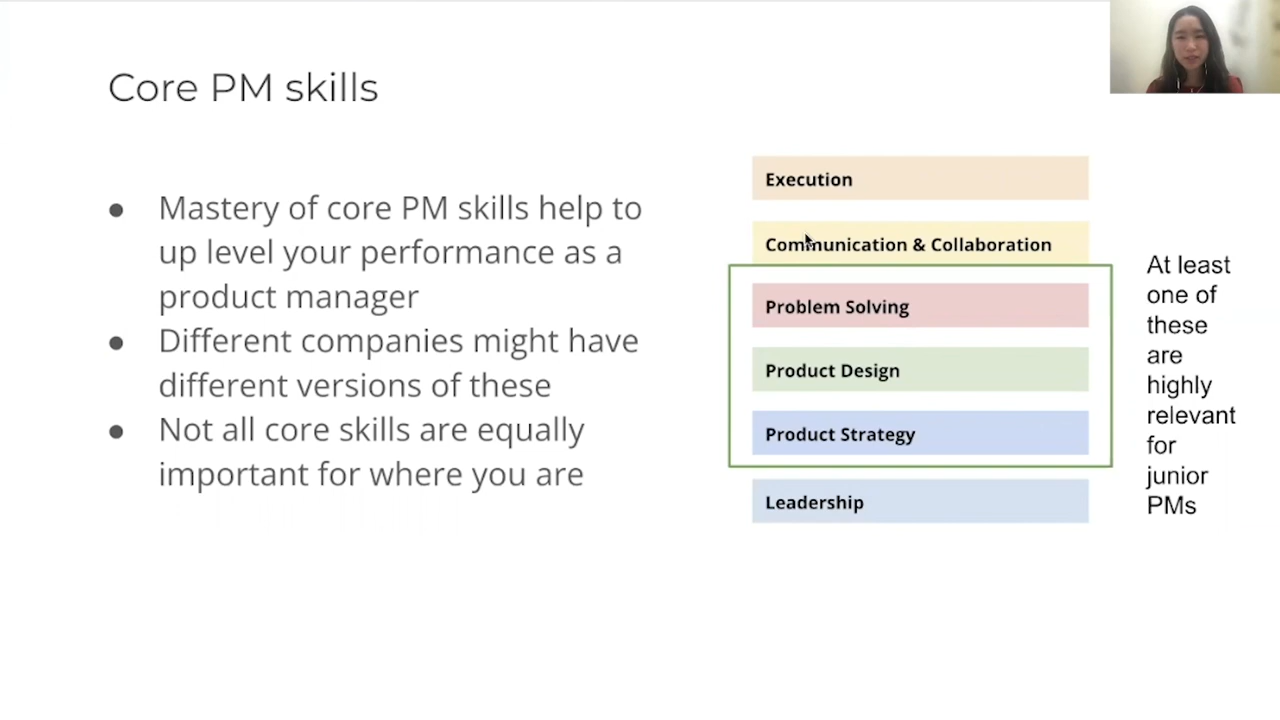 Core PM skills
● Mastery of core PM skills help to
up level your performance as a
product manager
● Different companies might have
different versions of these
● Not all core skills are equally
important for where you are
Execution
Communication & Collaboration
Problem Solving
Product Design
Product Strategy
Leadership
At least
one of
these
are
highly
relevant
for
junior
PMs